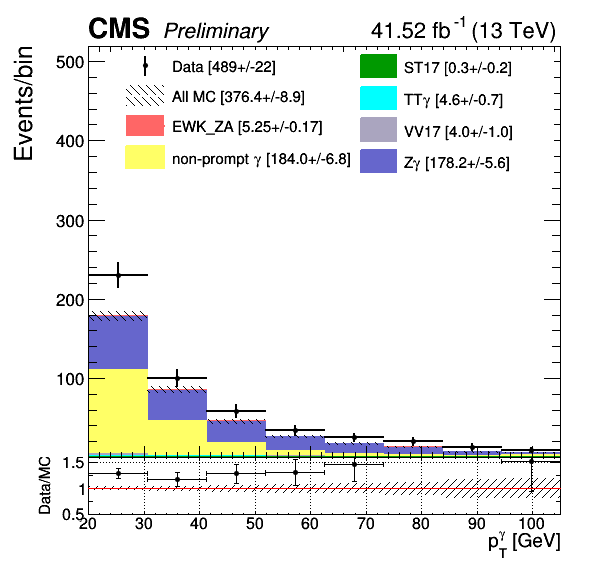 CMS Preliminary 41.52 fb⁻¹ (13 TeV)
Events/bin
500
400
300
200
100
Data [489+/-22]
All MC [376.4+/-8.9]
EWK_ZA [5.25+/-0.17]
non-prompt γ [184.0+/-6.8]
ST17 [0.3+/-0.2]
TTγ [4.6+/-0.7]
VV17 [4.0+/-1.0]
Zγ [178.2+/-5.6]
Data/MC
1.5
1
0.5
20 30 40 50 60 70 80 90 100
p_T^γ [GeV]